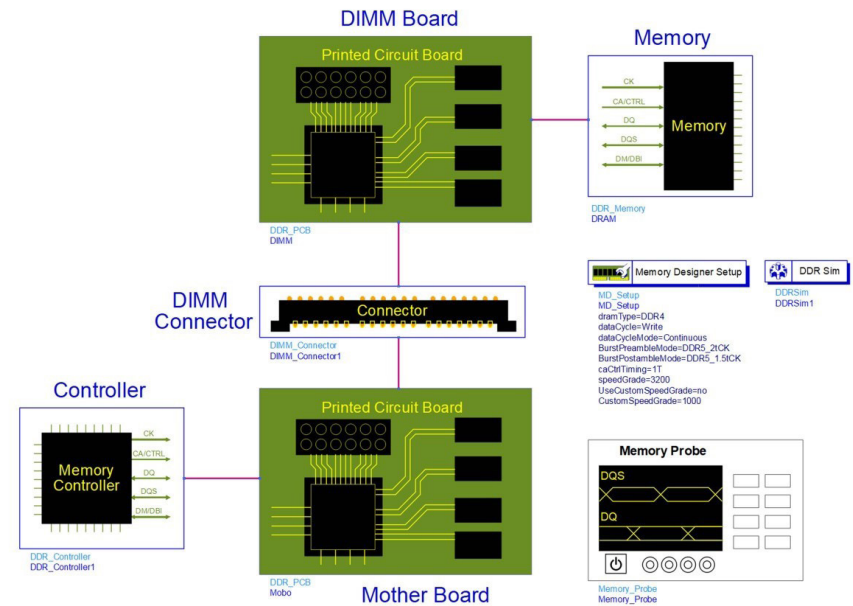 DIMM Board
Printed Circuit Board
DDR_PCB
DIMM
Memory
CK
CA/CTRL
DQ
DQS
DM/DBI
Memory
DDR_Memory
DRAM
DIMM
Connector
Connector
DIMM_Connector
DIMM_Connector1
Memory Designer Setup
MD_Setup
MD_Setup
dramType=DDR4
dataCycle=Write
dataCycleMode=Continuous
BurstPreambleMode=DDR5_2tCK
BurstPostambleMode=DDR5_1.5tCK
caCtrlTiming=1T
speedGrade=3200
UseCustomSpeedGrade=no
CustomSpeedGrade=1000
DDR Sim
DDRSim
DDRSim1
Controller
Memory
Controller
CK
CA/CTRL
DQ
DQS
DM/DBI
DDR_Controller
DDR_Controller1
Printed Circuit Board
DDR_PCB
Mobo
Mother Board
Memory Probe
DQS
DQ
Memory_Probe
Memory_Probe